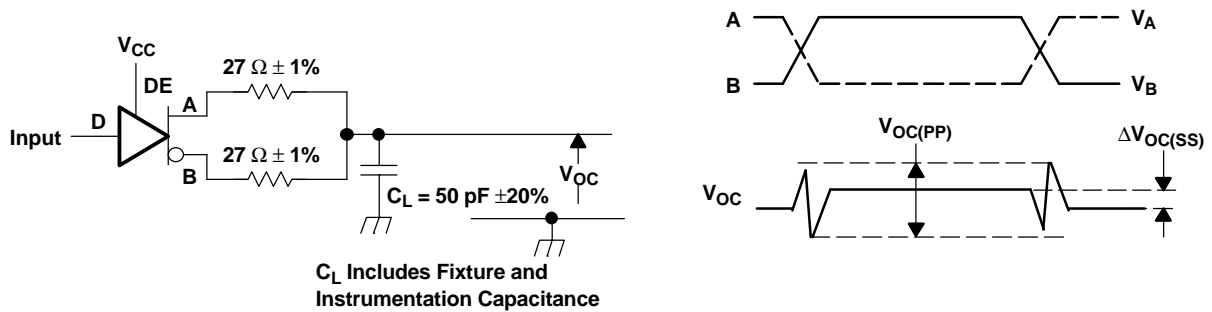 V_CC
DE
27 Ω ± 1%
A
Input
D
27 Ω ± 1%
B
V_OC
C_L = 50 pF ±20%
C_L Includes Fixture and
Instrumentation Capacitance
A
V_A
B
V_B
V_OC(PP)
ΔV_OC(SS)
V_OC